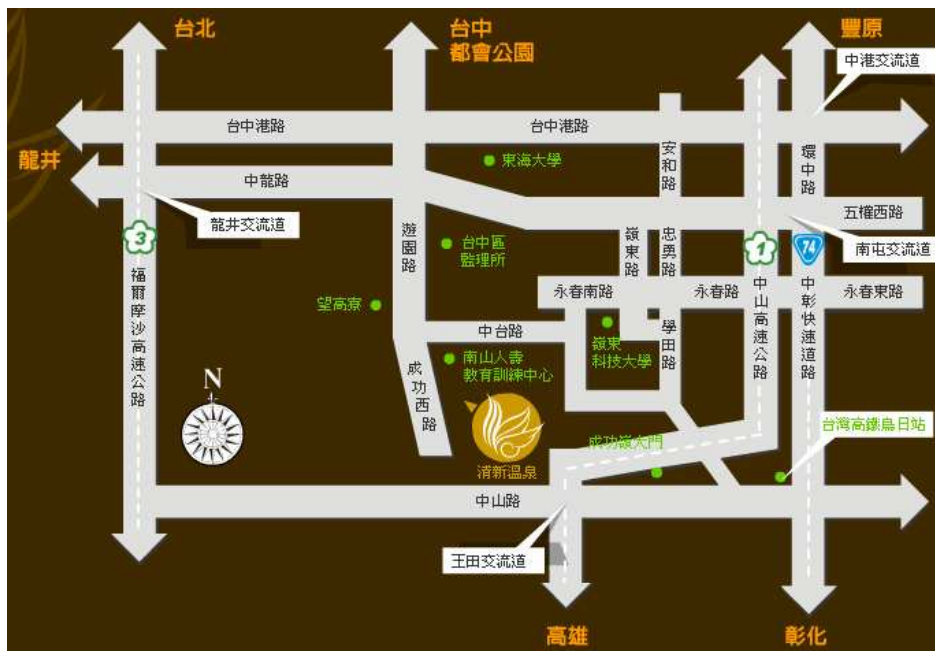 台北
台中
都會公園
豐原
中港交流道
台中港路
台中港路
龍井
東海大學
安和路
環中路
中龍路
五權西路
龍井交流道
遊園路
台中區
監理所
嶺東路
忠勇路
南屯交流道
3
1
74
福爾摩沙高速公路
望高寮
永春南路
永春路
中山高速公路
中彰快速道路
永春東路
中台路
嶺東
科技大學
學田路
南山人壽
教育訓練中心
成功西路
N
成功嶺大門
台灣高鐵烏日站
清新温泉
中山路
王田交流道
高雄
彰化